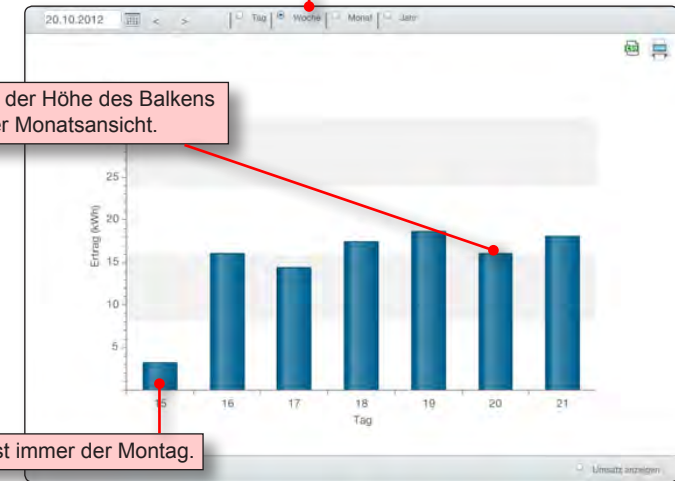 20.10.2012 < > Tag Woche Monat Jahr
der Höhe des Balkens
er Monatsansicht.
25
20
15
10
5
Ertrag (kWh)
15 16 17 18 19 20 21
Tag
st immer der Montag.
Umsatz anzeigen